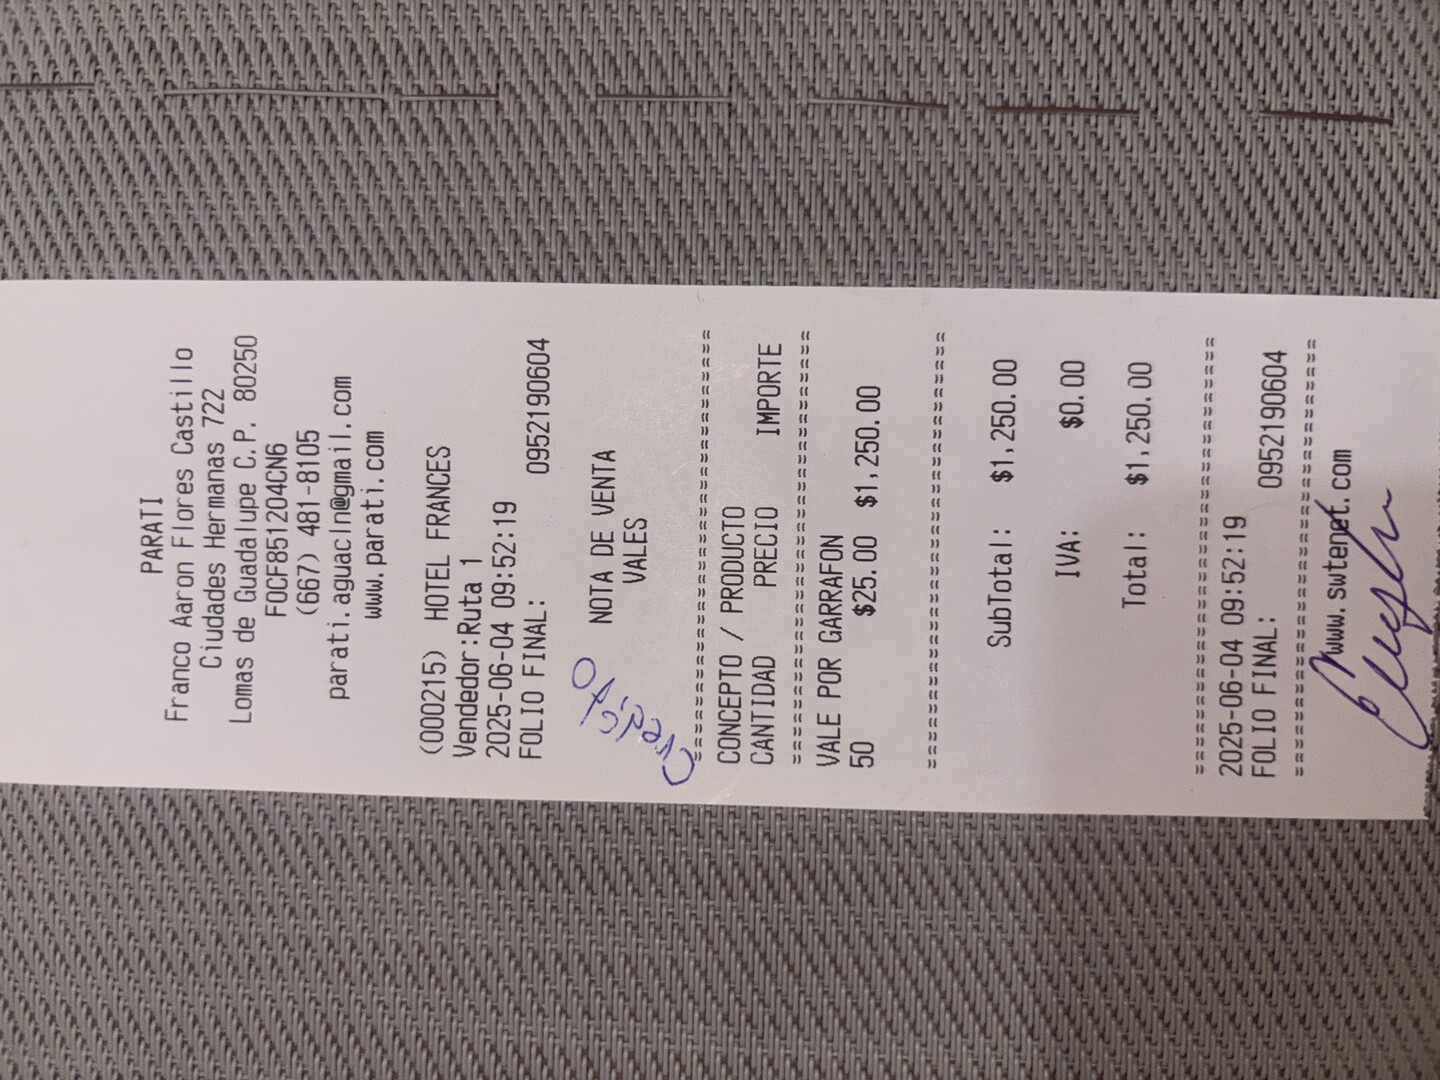 PARATI
Franco Aaron Flores Castillo
Ciudades Hermanas 722
Lomas de Guadalupe C.P. 80250
FOCF851204CN6
(667) 481-8105
parati.aguacln@gmail.com
www.parati.com
(000215) HOTEL FRANCES
Vendedor:Ruta 1
2025-06-04 09:52:19
FOLIO FINAL: 0952190604
NOTA DE VENTA
VALES
Credito
==============================
CONCEPTO / PRODUCTO
CANTIDAD PRECIO IMPORTE
==============================
VALE POR GARRAFON
50 $25.00 $1,250.00
==============================
SubTotal: $1,250.00
IVA: $0.00
Total: $1,250.00
==============================
2025-06-04 09:52:19
FOLIO FINAL: 0952190604
==============================
www.swtenet.com